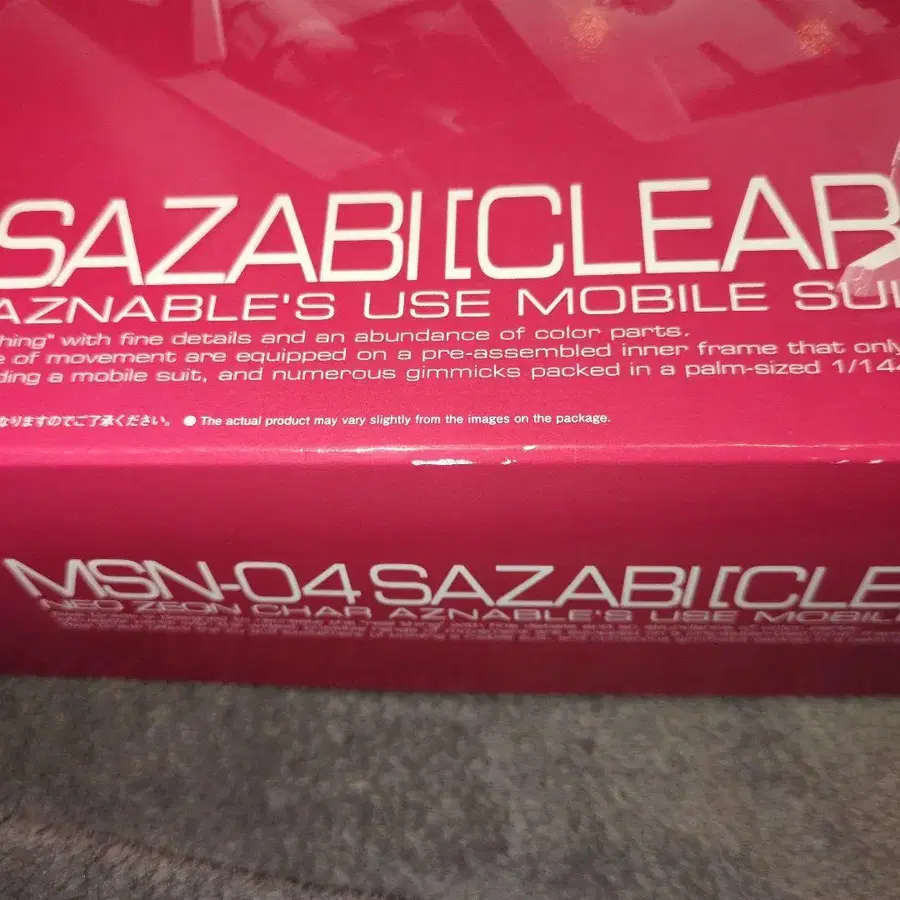 SAZABI [CLEAR
AZNABLE'S USE MOBILE SUI
hing" with fine details and an abundance of color parts.
e of movement are equipped on a pre-assembled inner frame that only
ding a mobile suit, and numerous gimmicks packed in a palm-sized 1/144
なりますのでご了承ください。 ● The actual product may vary slightly from the images on the package.
MSN-04 SAZABI [CLE
NEO ZEON CHAR AZNABLE'S USE MOBIL